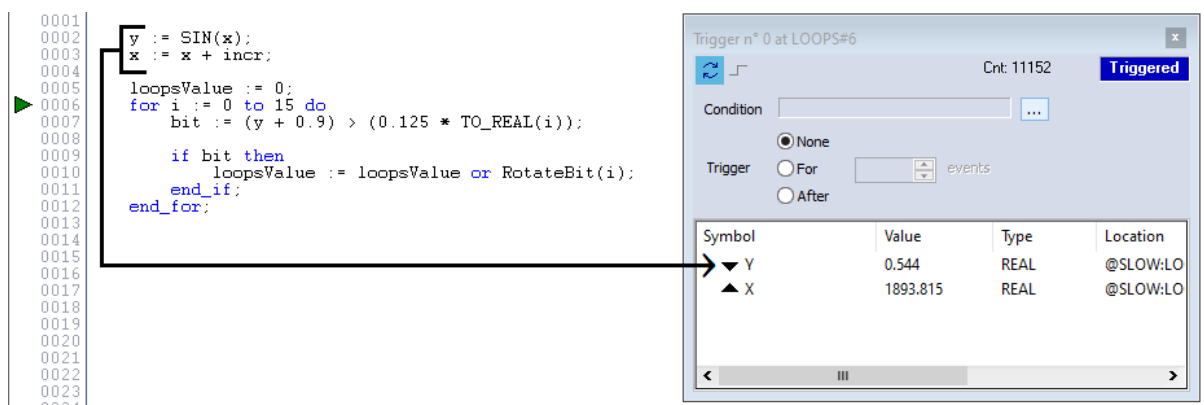 0001
0002 y := SIN(x);
0003 x := x + incr;
0004
0005 loopsValue := 0;
0006 for i := 0 to 15 do
0007 bit := (y + 0.9) > (0.125 * TO_REAL(i));
0008
0009 if bit then
0010 loopsValue := loopsValue or RotateBit(i);
0011 end_if;
0012 end_for;
0013
0014
0015
0016
0017
0018
0019
0020
0021
0022
0023
Trigger n° 0 at LOOPS#6 x
Cnt: 11152 Triggered
Condition ...
None
Trigger For events
After
Symbol Value Type Location
Y 0.544 REAL @SLOW:LO
X 1893.815 REAL @SLOW:LO